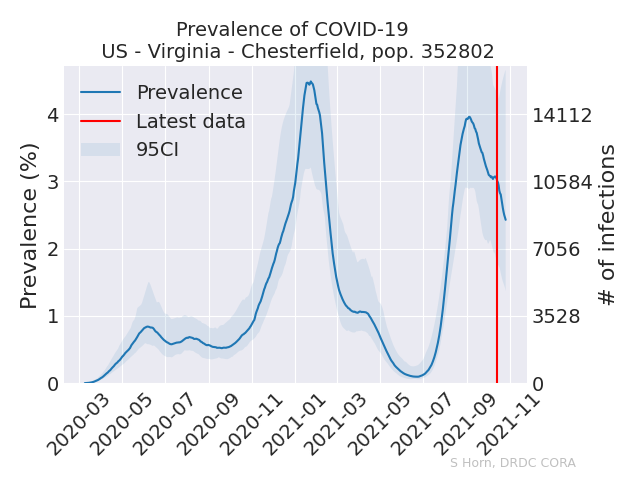 Prevalence of COVID-19
US - Virginia - Chesterfield, pop. 352802
Prevalence
Latest data
95CI
Prevalence (%)
4
3
2
1
0
14112
10584
7056
3528
0
# of infections
2020-03
2020-05
2020-07
2020-09
2020-11
2021-01
2021-03
2021-05
2021-07
2021-09
2021-11
S Horn, DRDC CORA